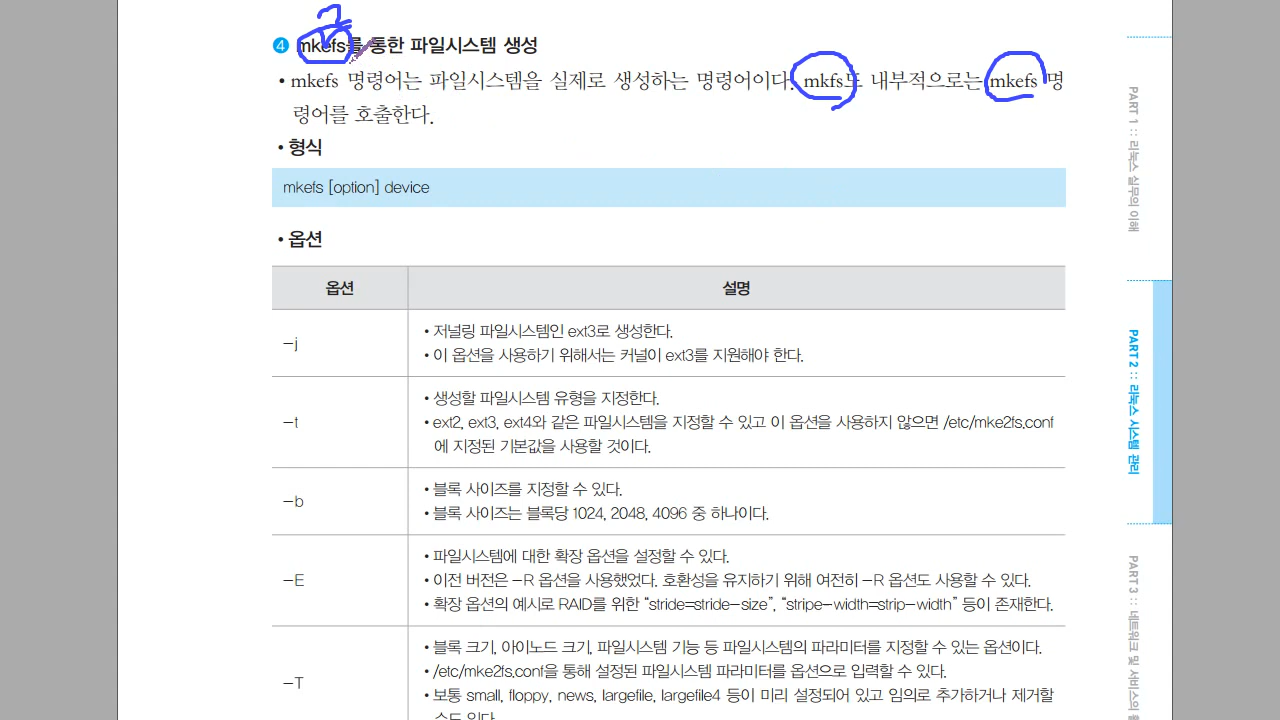 2
④ mkefs를 통한 파일시스템 생성
• mkefs 명령어는 파일시스템을 실제로 생성하는 명령어이다. mkfs도 내부적으로는 mkefs 명
령어를 호출한다.
• 형식
mkefs [option] device
• 옵션
옵션 설명
-j
• 저널링 파일시스템인 ext3로 생성한다.
• 이 옵션을 사용하기 위해서는 커널이 ext3를 지원해야 한다.
-t
• 생성할 파일시스템 유형을 지정한다.
• ext2, ext3, ext4와 같은 파일시스템을 지정할 수 있고 이 옵션을 사용하지 않으면 /etc/mke2fs.conf
에 지정된 기본값을 사용할 것이다.
-b
• 블록 사이즈를 지정할 수 있다.
• 블록 사이즈는 블록당 1024, 2048, 4096 중 하나이다.
-E
• 파일시스템에 대한 확장 옵션을 설정할 수 있다.
• 이전 버전은 -R 옵션을 사용했었다. 호환성을 유지하기 위해 여전히 -R 옵션도 사용할 수 있다.
• 확장 옵션의 예시로 RAID를 위한 “stride=stride-size”, “stripe-width=strip-width” 등이 존재한다.
-T
• 블록 크기, 아이노드 크기, 파일시스템 기능 등 파일시스템의 파라미터를 지정할 수 있는 옵션이다.
/etc/mke2fs.conf을 통해 지정된 파일시스템 파라미터를 옵션으로 입력할 수 있다.
보통 small, floppy, news, largefile, largefile4 등이 미리 설정되어 있고 임의로 추가하거나 제거할
수도 있다.
PART 1 :: 리눅스 실무의 이해
PART 2 :: 리눅스 시스템 관리
PART 3 :: 네트워크 및 서비스의